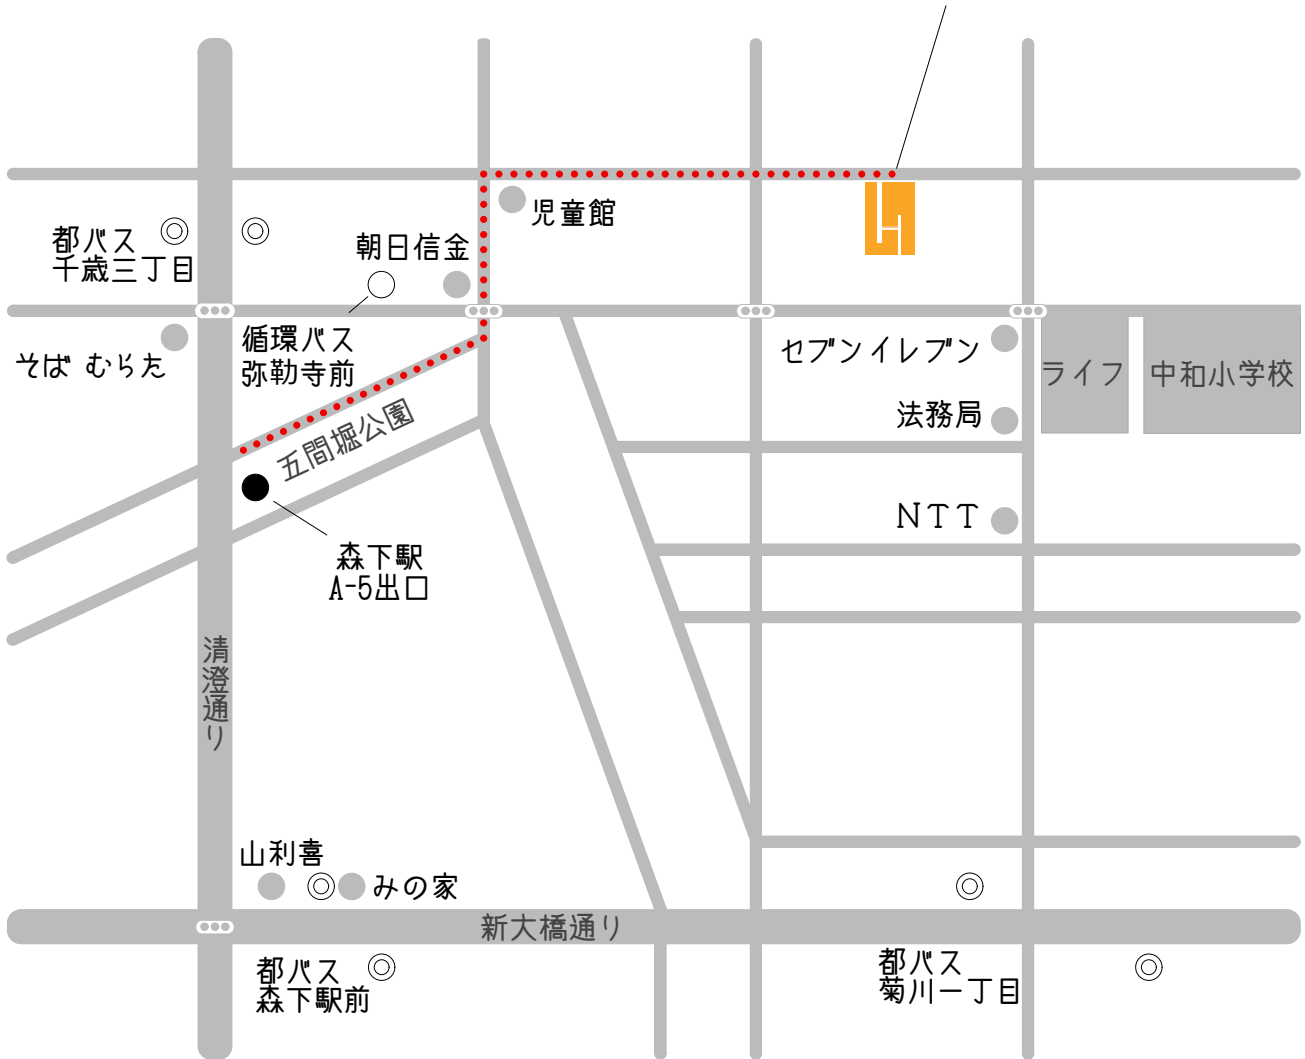 児童館
都バス
千歳三丁目
朝日信金
循環バス
弥勒寺前
そば むらた
セブンイレブン
ライフ
中和小学校
法務局
五間堀公園
NTT
森下駅
A-5出口
清澄通り
山利喜
みの家
新大橋通り
都バス
森下駅前
都バス
菊川一丁目